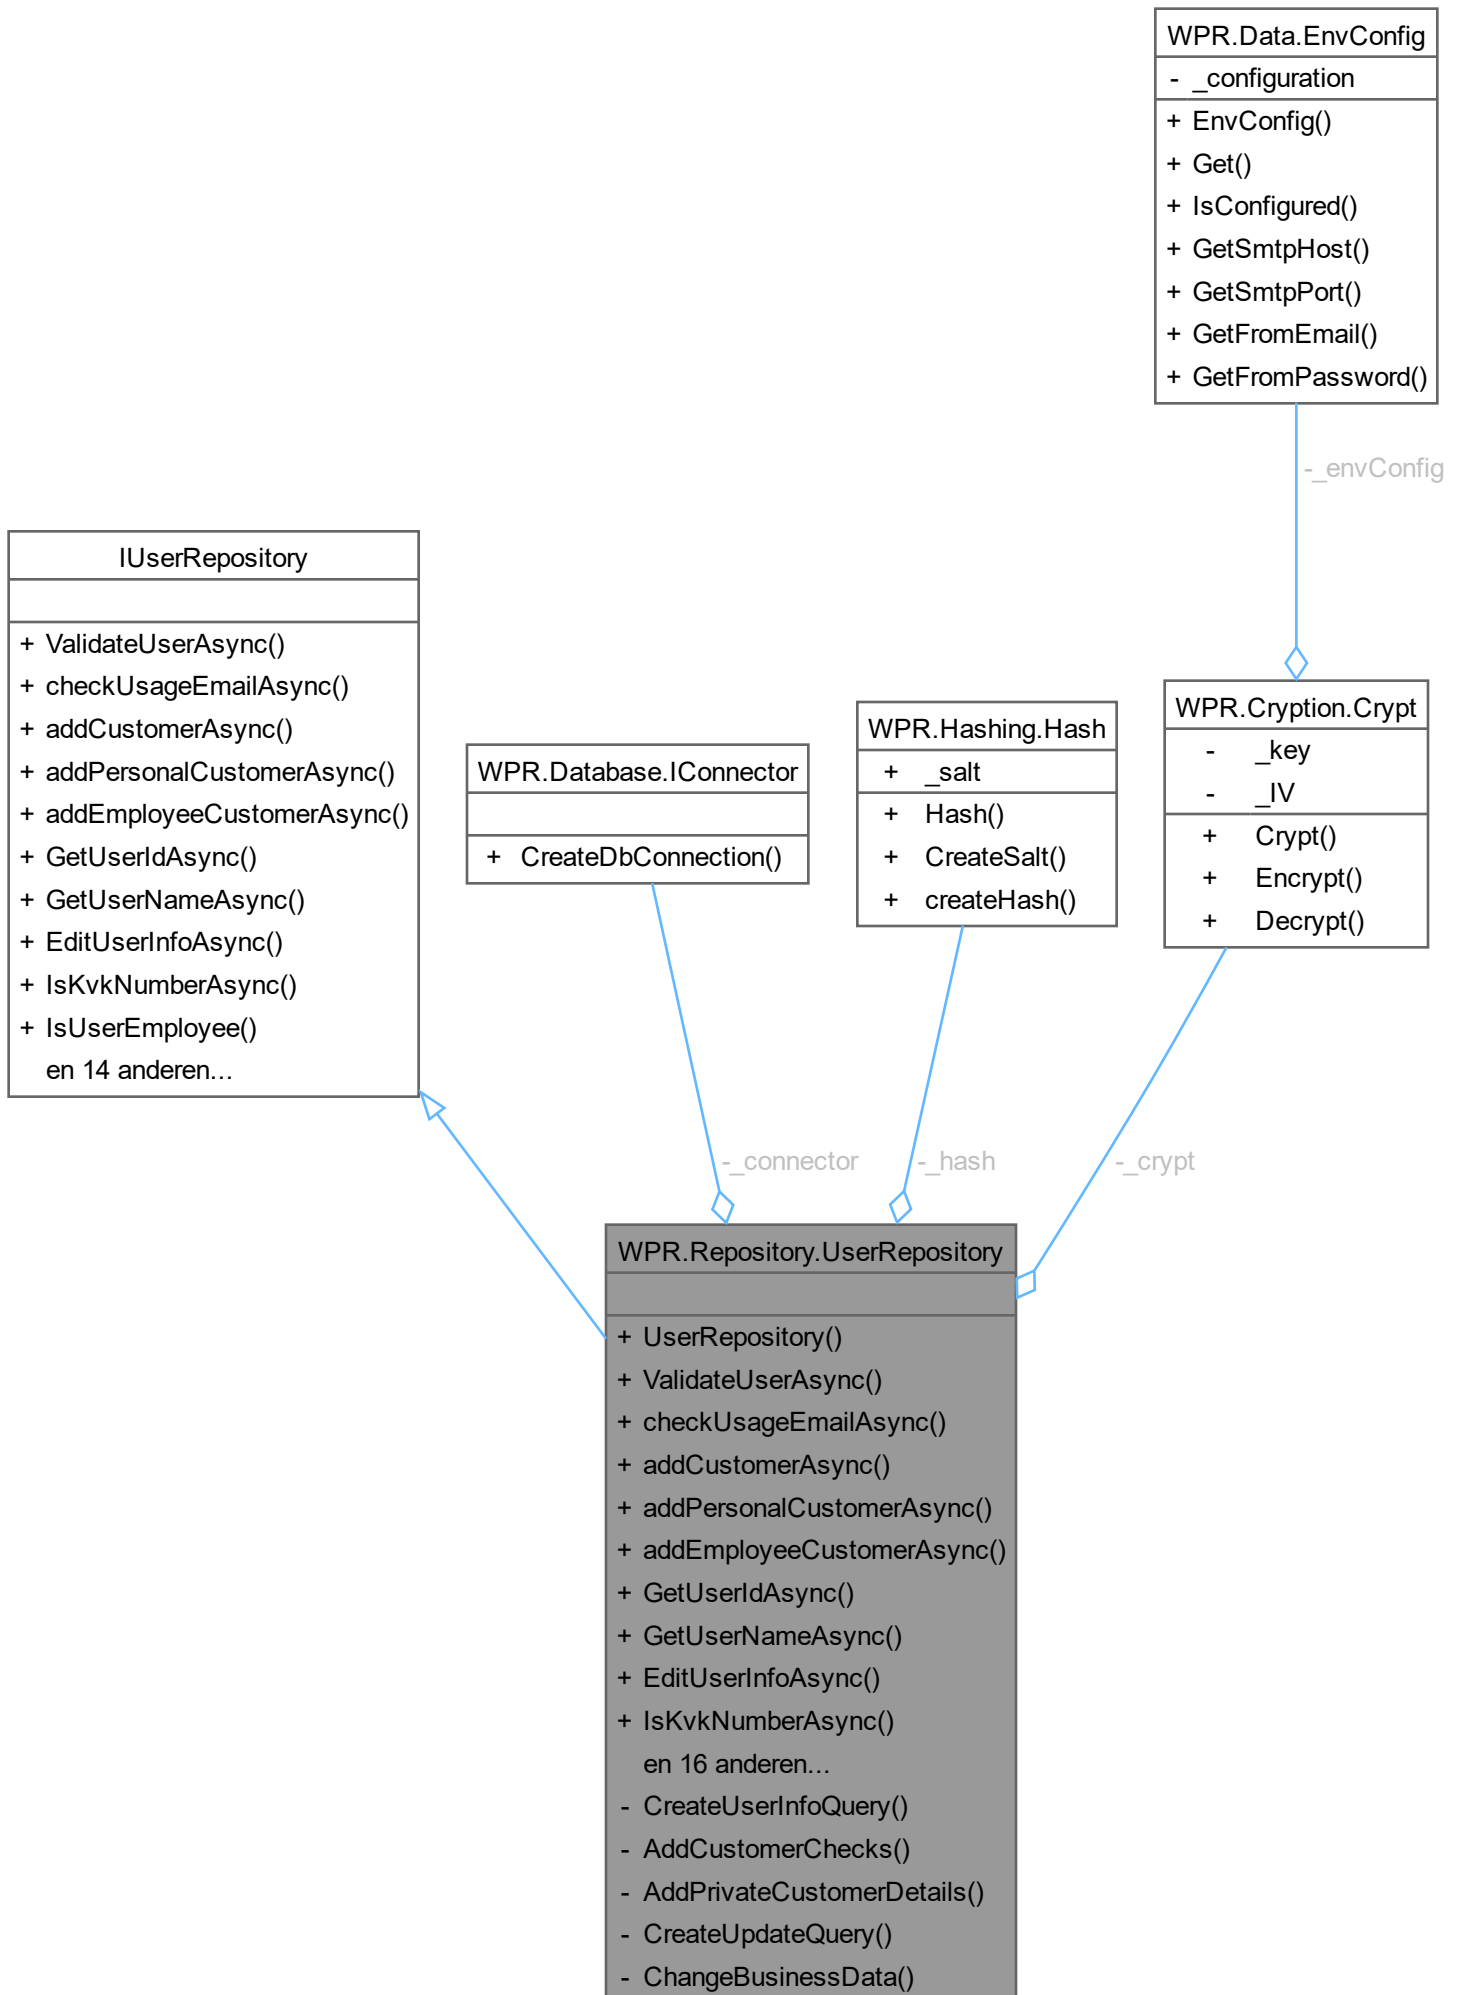 WPR.Data.EnvConfig
- _configuration
+ EnvConfig()
+ Get()
+ IsConfigured()
+ GetSmtpHost()
+ GetSmtpPort()
+ GetFromEmail()
+ GetFromPassword()
-_envConfig
IUserRepository
+ ValidateUserAsync()
+ checkUsageEmailAsync()
+ addCustomerAsync()
+ addPersonalCustomerAsync()
+ addEmployeeCustomerAsync()
+ GetUserIdAsync()
+ GetUserNameAsync()
+ EditUserInfoAsync()
+ IsKvkNumberAsync()
+ IsUserEmployee()
en 14 anderen...
WPR.Database.IConnector
+ CreateDbConnection()
WPR.Hashing.Hash
+ _salt
+ Hash()
+ CreateSalt()
+ createHash()
WPR.Cryption.Crypt
- _key
- _IV
+ Crypt()
+ Encrypt()
+ Decrypt()
-_connector
-_hash
-_crypt
WPR.Repository.UserRepository
+ UserRepository()
+ ValidateUserAsync()
+ checkUsageEmailAsync()
+ addCustomerAsync()
+ addPersonalCustomerAsync()
+ addEmployeeCustomerAsync()
+ GetUserIdAsync()
+ GetUserNameAsync()
+ EditUserInfoAsync()
+ IsKvkNumberAsync()
en 16 anderen...
- CreateUserInfoQuery()
- AddCustomerChecks()
- AddPrivateCustomerDetails()
- CreateUpdateQuery()
- ChangeBusinessData()